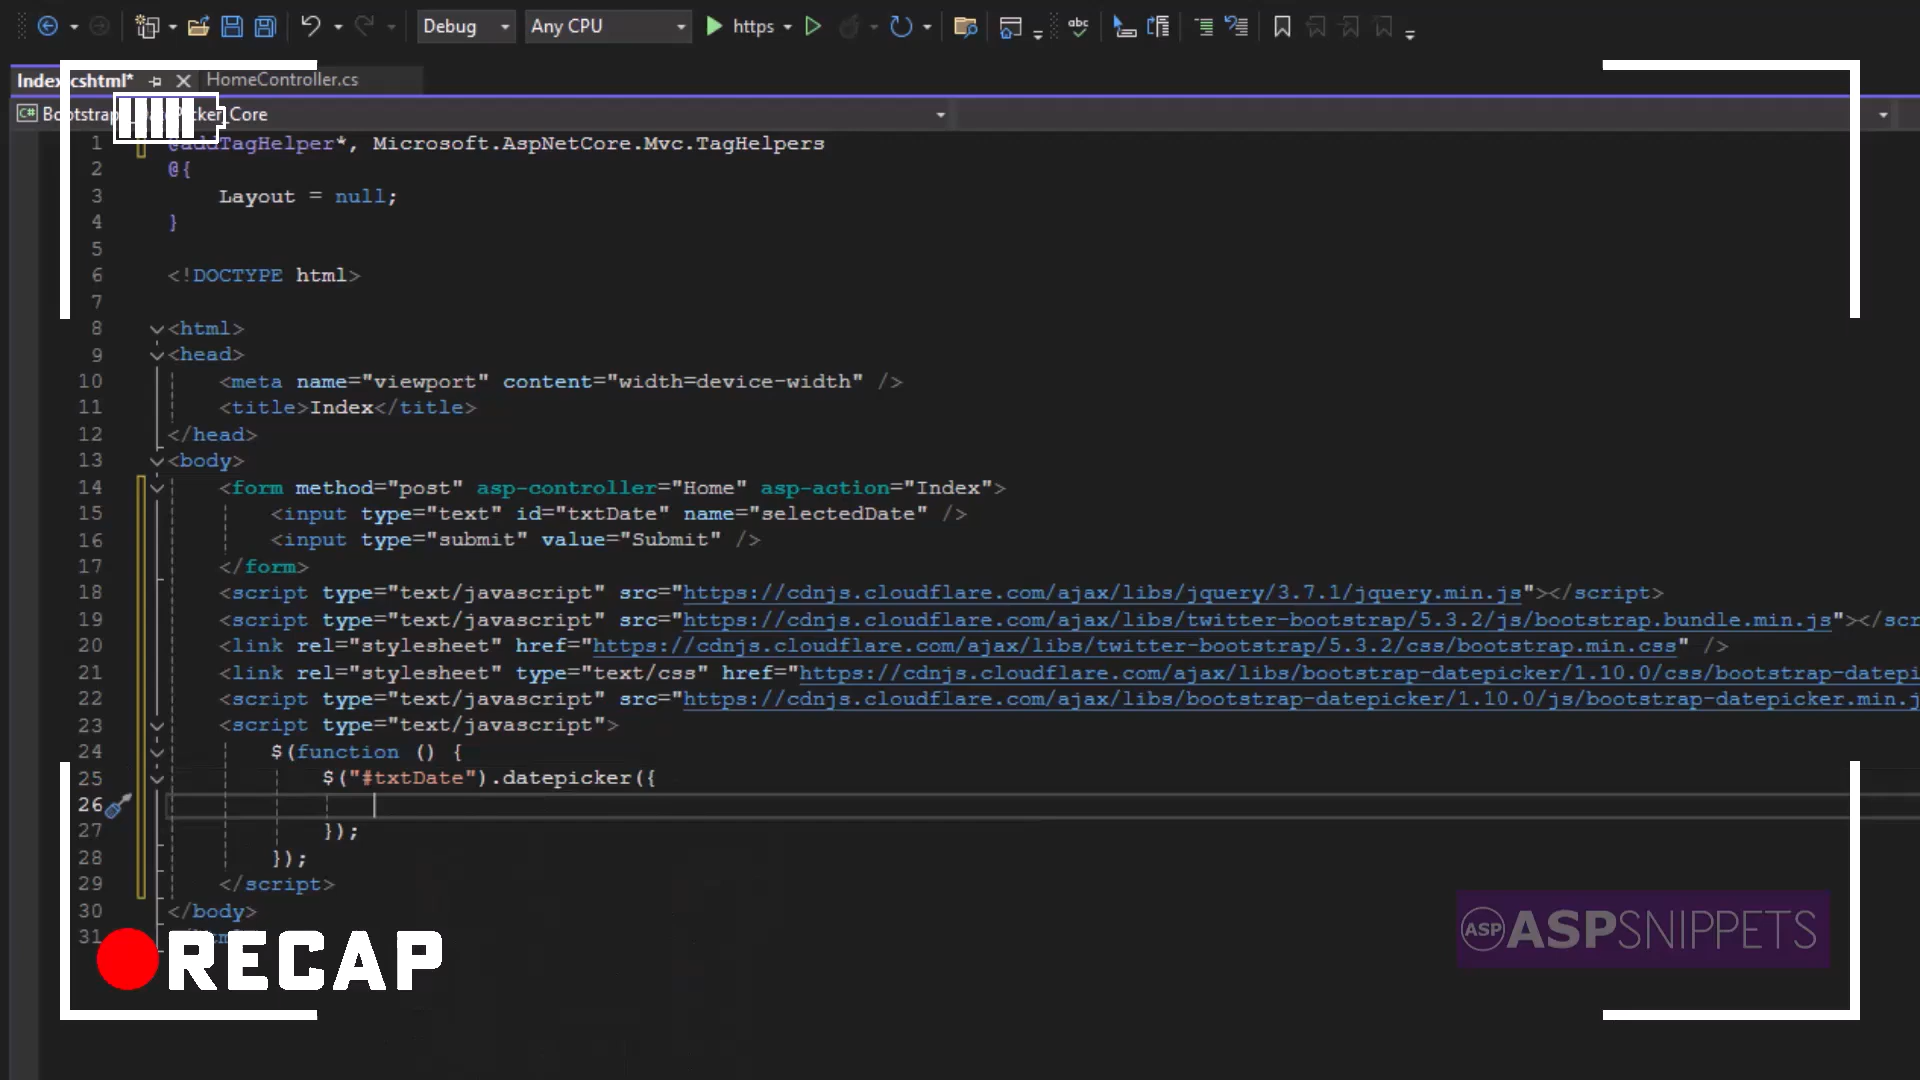 Debug Any CPU https abc
Index.cshtml* HomeController.cs
C# Core
1 TagHelper*, Microsoft.AspNetCore.Mvc.TagHelpers
2 @{
3 Layout = null;
4 }
5
6 <!DOCTYPE html>
7
8 <html>
9 <head>
10 <meta name="viewport" content="width=device-width" />
11 <title>Index</title>
12 </head>
13 <body>
14 <form method="post" asp-controller="Home" asp-action="Index">
15 <input type="text" id="txtDate" name="selectedDate" />
16 <input type="submit" value="Submit" />
17 </form>
18 <script type="text/javascript" src="https://cdnjs.cloudflare.com/ajax/libs/jquery/3.7.1/jquery.min.js"></script>
19 <script type="text/javascript" src="https://cdnjs.cloudflare.com/ajax/libs/twitter-bootstrap/5.3.2/js/bootstrap.bundle.min.js"></scr
20 <link rel="stylesheet" href="https://cdnjs.cloudflare.com/ajax/libs/twitter-bootstrap/5.3.2/css/bootstrap.min.css" />
21 <link rel="stylesheet" type="text/css" href="https://cdnjs.cloudflare.com/ajax/libs/bootstrap-datepicker/1.10.0/css/bootstrap-datepi
22 <script type="text/javascript" src="https://cdnjs.cloudflare.com/ajax/libs/bootstrap-datepicker/1.10.0/js/bootstrap-datepicker.min.j
23 <script type="text/javascript">
24 $(function () {
25 $("#txtDate").datepicker({
26
27 });
28 });
29 </script>
30 </body>
31
RECAP
ASP ASPSNIPPETS